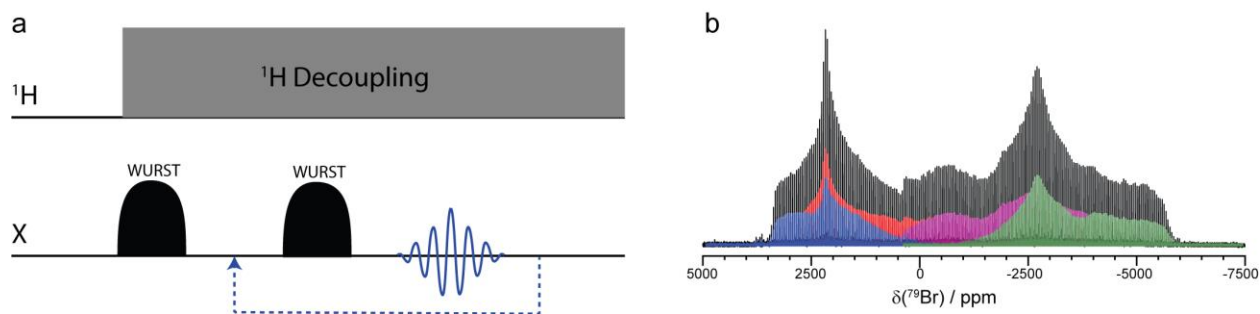 a
¹H
¹H Decoupling
WURST
WURST
X
b
5000 2500 0 -2500 -5000 -7500
δ(⁷⁹Br) / ppm